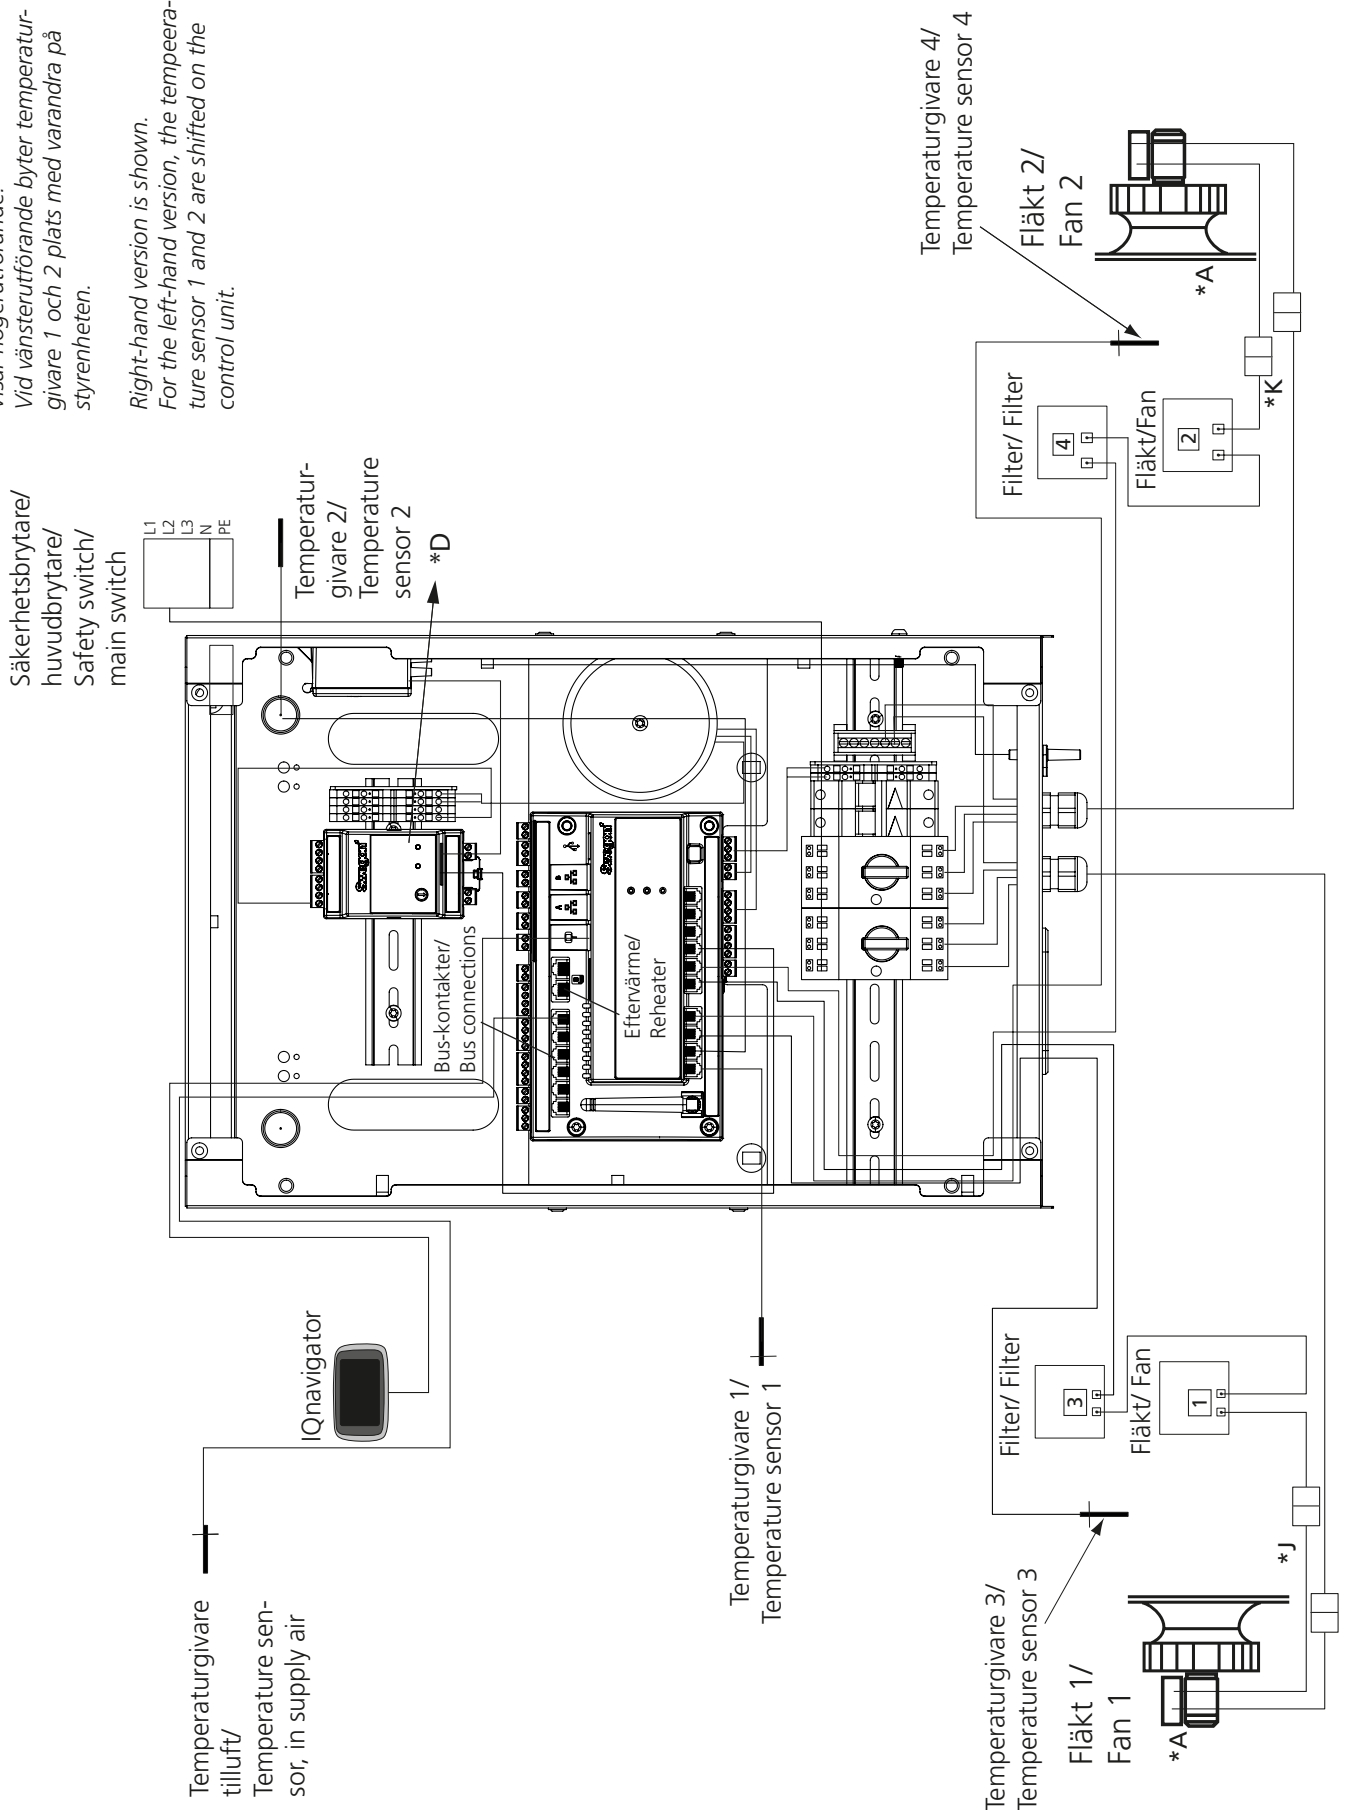 Visar högerutförande.
Vid vänsterutförande byter temperatur-
givare 1 och 2 plats med varandra på
styrenheten.
Right-hand version is shown.
For the left-hand version, the tempeera-
ture sensor 1 and 2 are shifted on the
control unit.
Säkerhetsbrytare/
huvudbrytare/
Safety switch/
main switch
L1
L2
L3
N
PE
Temperatur-
givare 2/
Temperature
sensor 2
*D
Temperaturgivare 4/
Temperature sensor 4
Fläkt 2/
Fan 2
*A
*K
Filter/ Filter
4
Fläkt/Fan
2
Swegon
Swegon
A
B
Bus-kontakter/
Bus connections
Eftervärme/
Reheater
IQnavigator
Temperaturgivare
tilluft/
Temperature sen-
sor, in supply air
Temperaturgivare 1/
Temperature sensor 1
Filter/ Filter
3
Fläkt/ Fan
1
*J
Temperaturgivare 3/
Temperature sensor 3
Fläkt 1/
Fan 1
*A